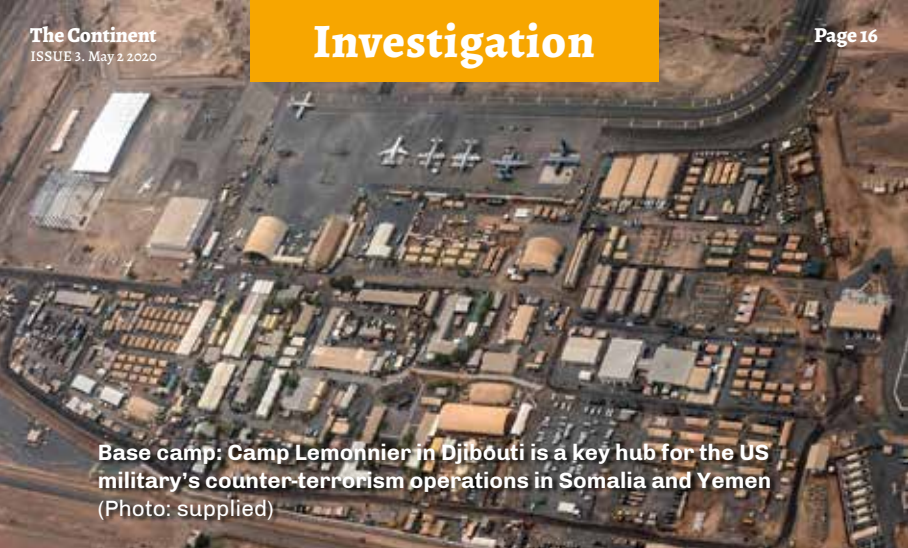 The Continent
ISSUE 3. May 2 2020
Investigation
Page 16
Base camp: Camp Lemonnier in Djibouti is a key hub for the US
military's counter-terrorism operations in Somalia and Yemen
(Photo: supplied)